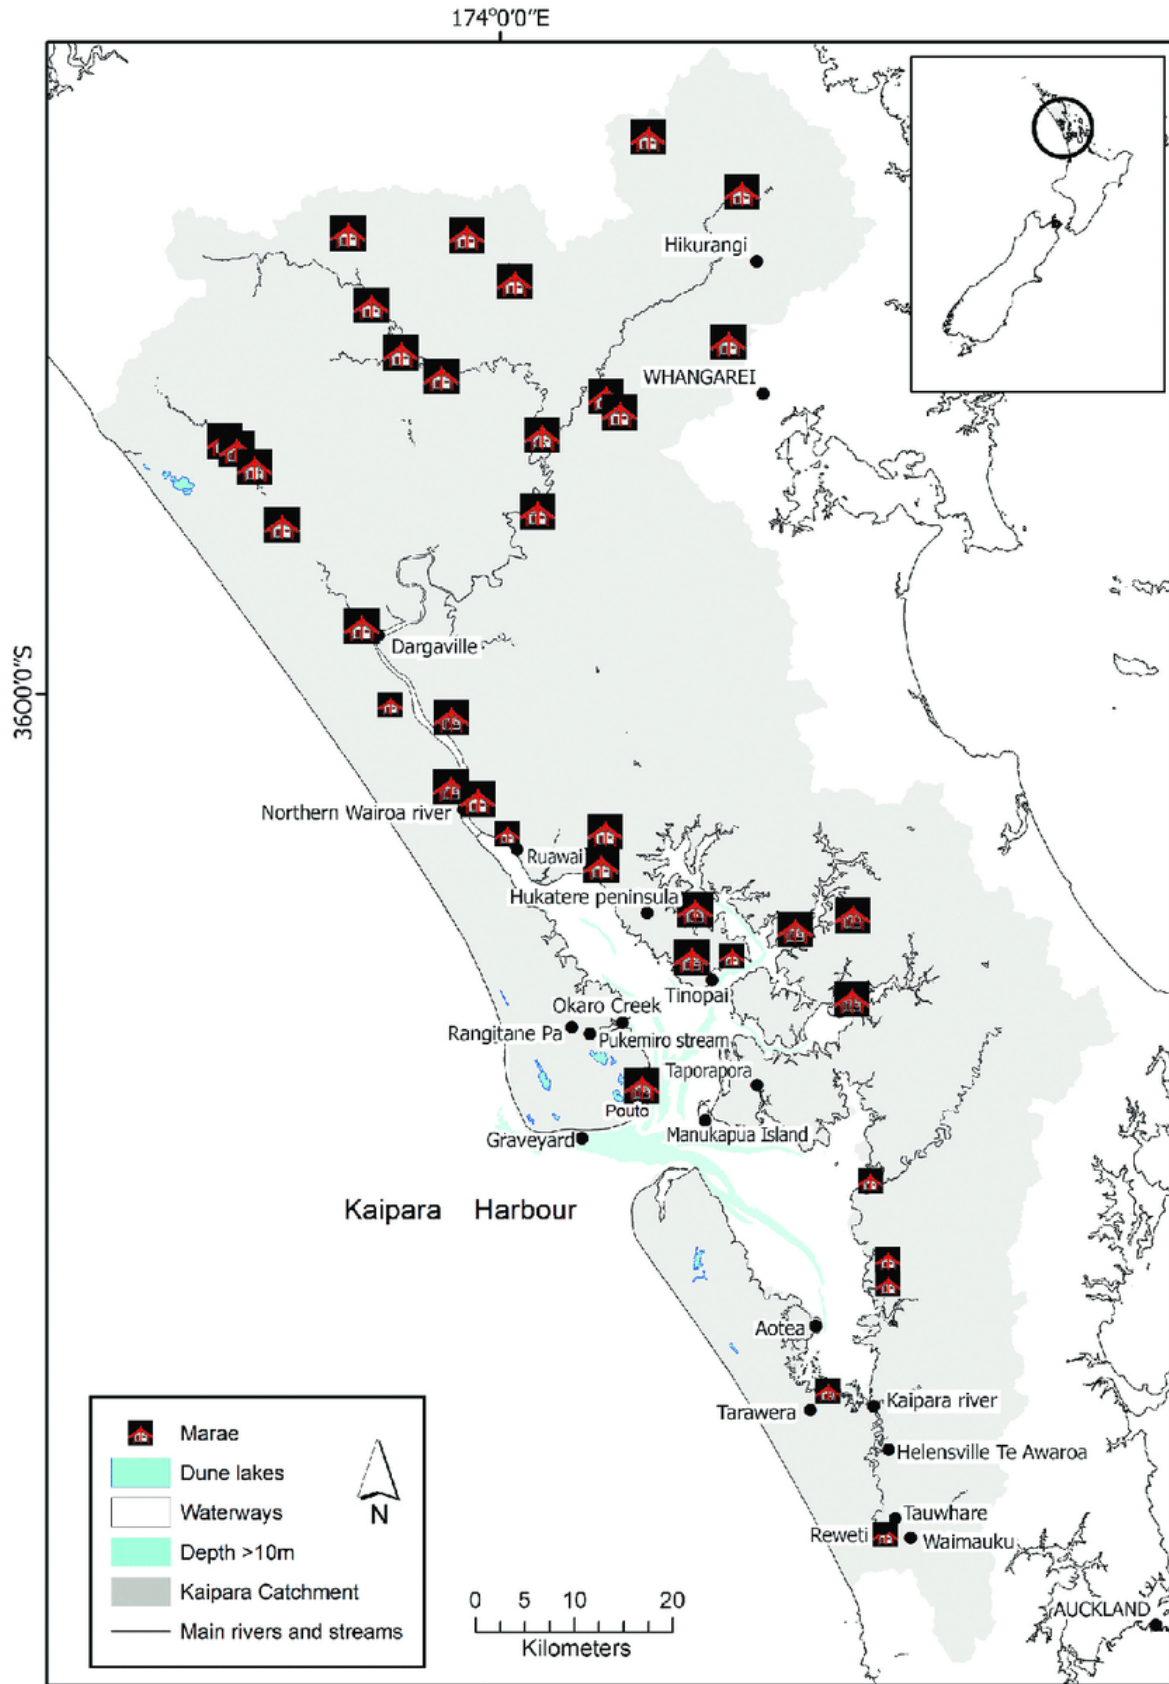 174°0'0"E
Hikurangi
WHANGAREI
Dargaville
3600'0"S
Northern Wairoa river
Ruawai
Hukatere peninsula
Tinopai
Okaro Creek
Rangitane Pa
Pukemiro stream
Taporapora
Pouto
Manukapua Island
Graveyard
Kaipara Harbour
Aotea
Tarawera
Kaipara river
Helensville Te Awaroa
Tauwhare
Reweti
Waimauku
AUCKLAND
Marae
Dune lakes
Waterways
Depth >10m
Kaipara Catchment
Main rivers and streams
N
0 5 10 20
Kilometers